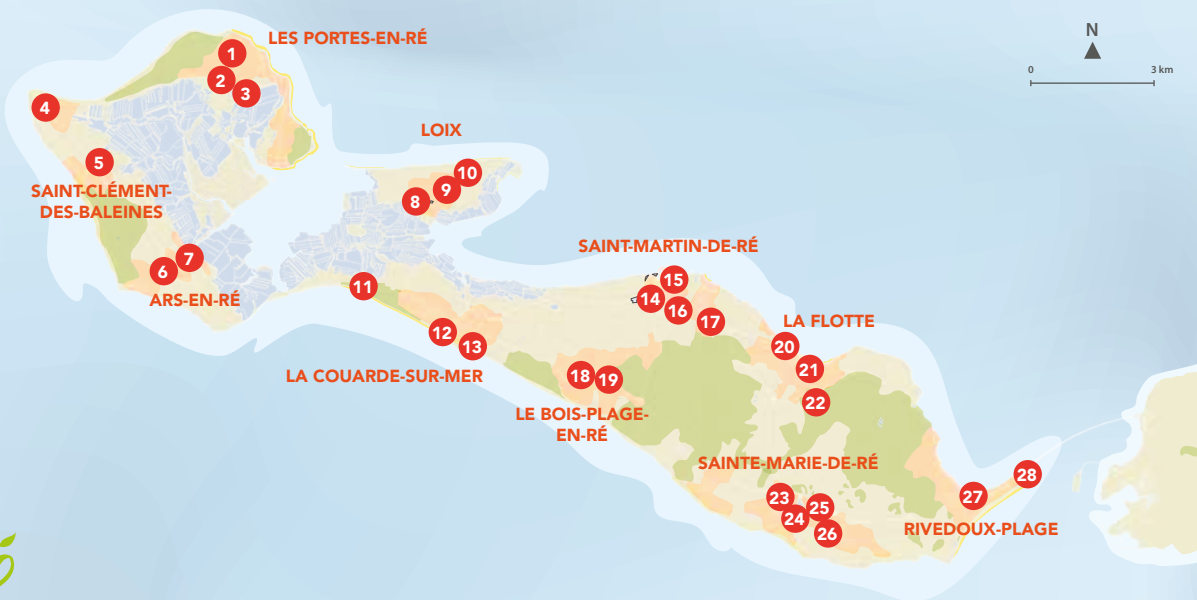 LES PORTES-EN-RÉ
1
2
3
4
5
SAINT-CLÉMENT-
DES-BALEINES
6
7
ARS-EN-RÉ
LOIX
8
9
10
11
12
13
LA COUARDE-SUR-MER
SAINT-MARTIN-DE-RÉ
14
15
16
17
18
19
LE BOIS-PLAGE-
EN-RÉ
LA FLOTTE
20
21
22
SAINTE-MARIE-DE-RÉ
23
24
25
26
27
28
RIVEDOUX-PLAGE
N
0
3 km